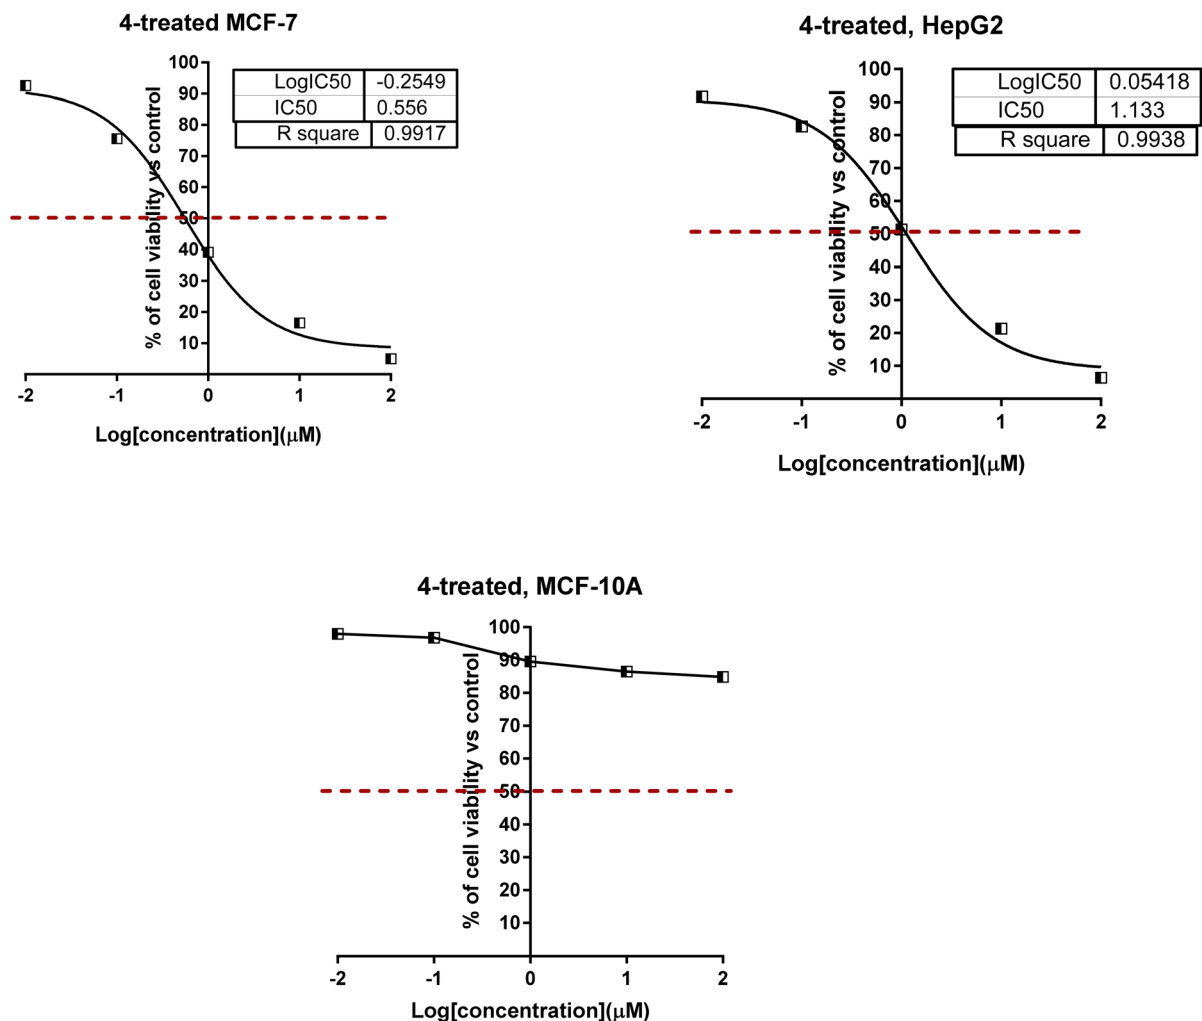 4-treated MCF-7
LogIC50 -0.2549
IC50 0.556
R square 0.9917
% of cell viability vs control
100
90
80
70
60
50
40
30
20
10
-2 -1 0 1 2
Log[concentration](μM)
4-treated, HepG2
LogIC50 0.05418
IC50 1.133
R square 0.9938
% of cell viability vs control
100
90
80
70
60
50
40
30
20
10
-2 -1 0 1 2
Log[concentration](μM)
4-treated, MCF-10A
% of cell viability vs control
100
90
80
70
60
50
40
30
20
10
-2 -1 0 1 2
Log[concentration](μM)